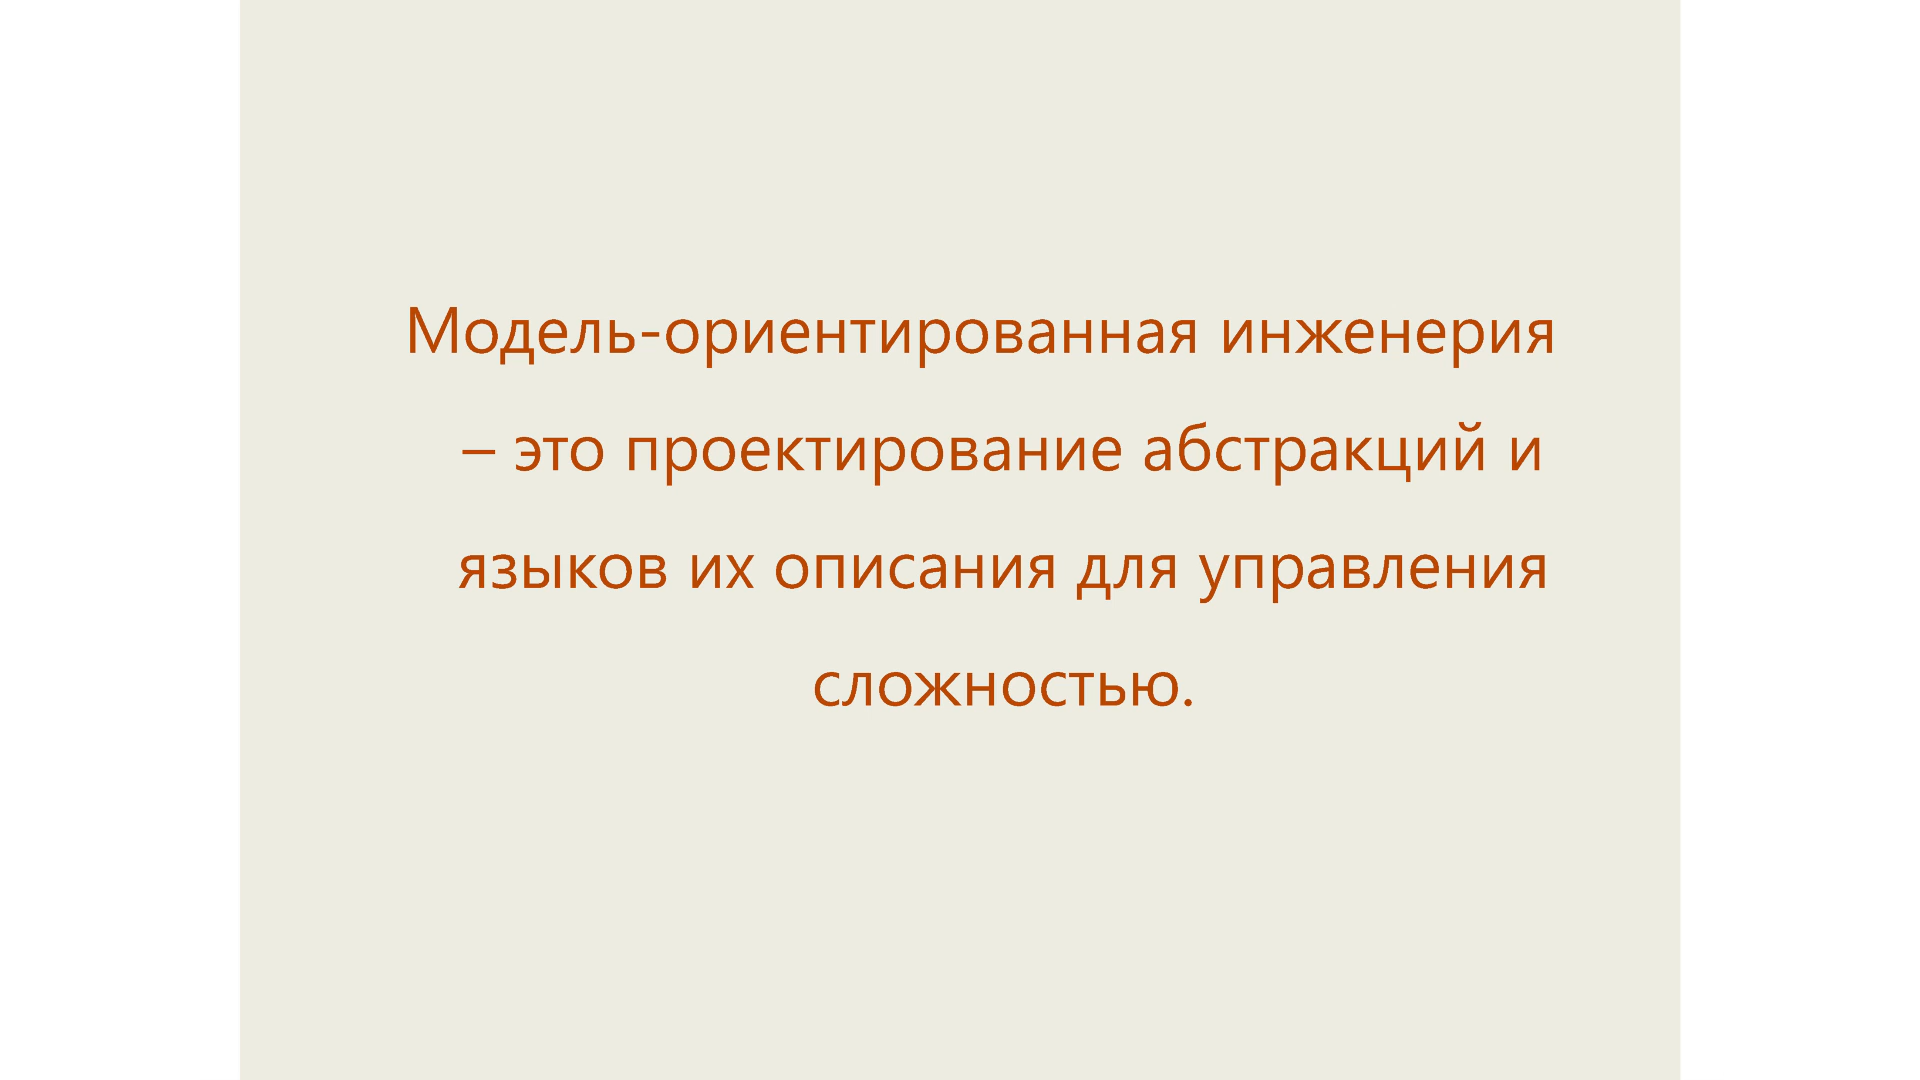 Модель-ориентированная инженерия
– это проектирование абстракций и
языков их описания для управления
сложностью.